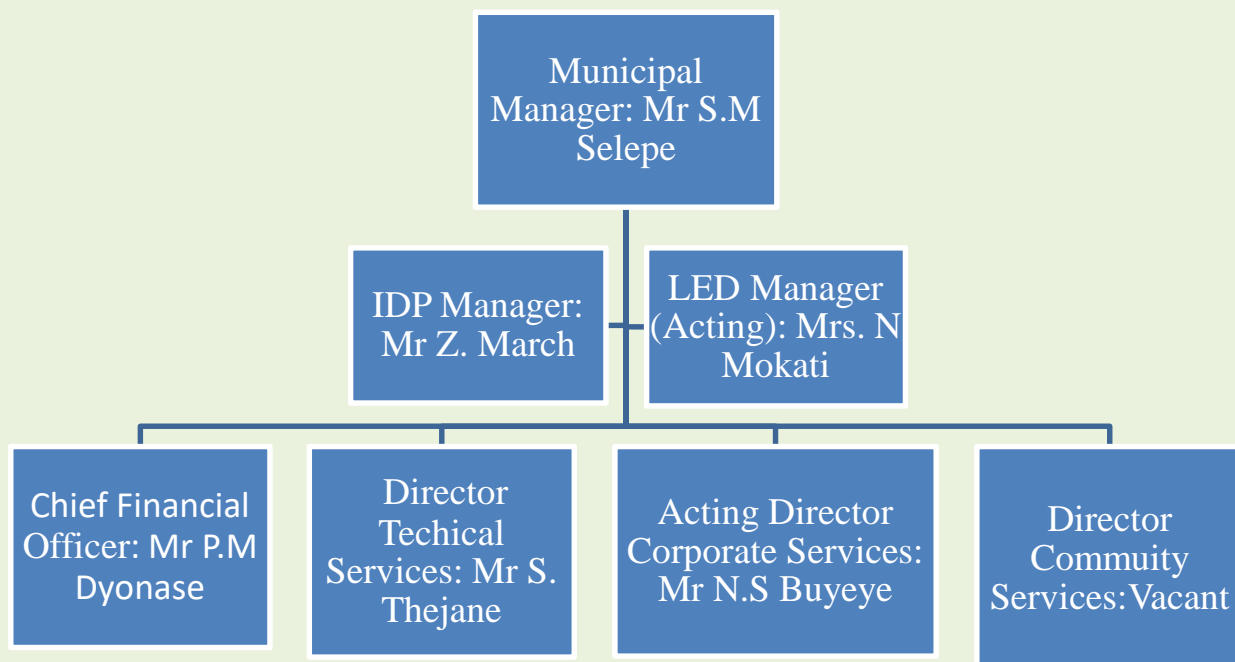 Municipal
Manager: Mr S.M
Selepe
IDP Manager:
Mr Z. March
LED Manager
(Acting): Mrs. N
Mokati
Chief Financial
Officer: Mr P.M
Dyonase
Director
Techical
Services: Mr S.
Thejane
Acting Director
Corporate Services:
Mr N.S Buyeye
Director
Commuity
Services:Vacant